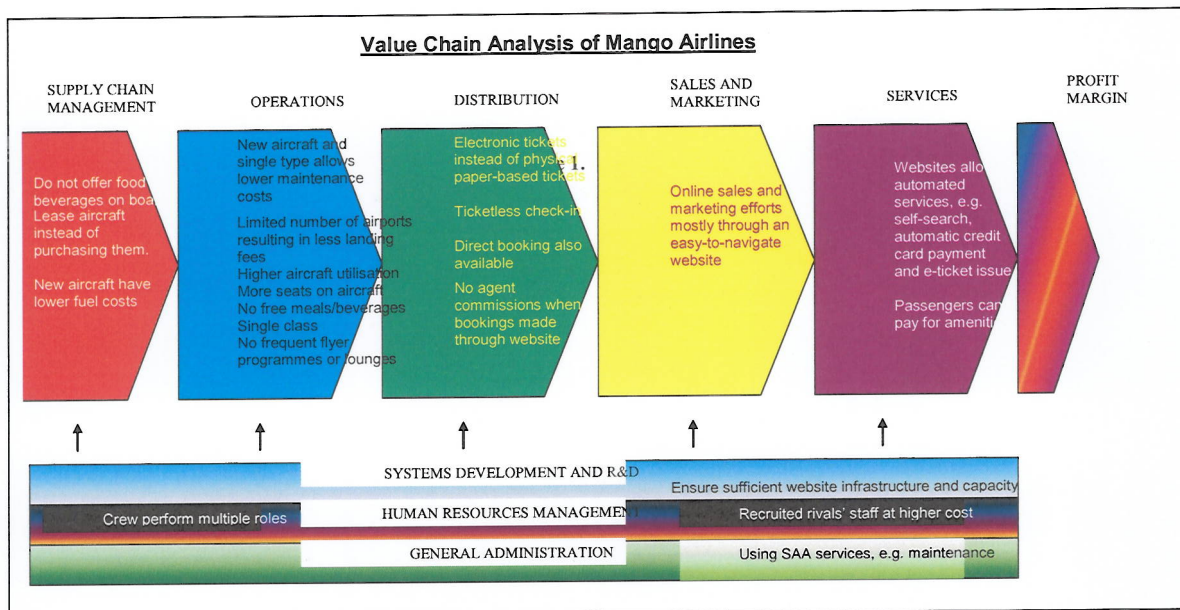 Value Chain Analysis of Mango Airlines
SUPPLY CHAIN
MANAGEMENT
OPERATIONS
DISTRIBUTION
SALES AND
MARKETING
SERVICES
PROFIT
MARGIN
Do not offer food
beverages on boa
Lease aircraft
instead of
purchasing them.
New aircraft have
lower fuel costs
New aircraft and
single type allows
lower maintenance
costs
Limited number of airports
resulting in less landing
fees
Higher aircraft utilisation
More seats on aircraft
No free meals/beverages
Single class
No frequent flyer
programmes or lounges
Electronic tickets
instead of physical
paper-based tickets
1.
Ticketless check-in
Direct booking also
available
No agent
commissions when
bookings made
through website
Online sales and
marketing efforts
mostly through an
easy-to-navigate
website
Websites allo
automated
services, e.g.
self-search,
automatic credit
card payment
and e-ticket issue
Passengers can
pay for ameniti
SYSTEMS DEVELOPMENT AND R&D
Ensure sufficient website infrastructure and capacity
Crew perform multiple roles
HUMAN RESOURCES MANAGEMENT
Recruited rivals' staff at higher cost
GENERAL ADMINISTRATION
Using SAA services, e.g. maintenance